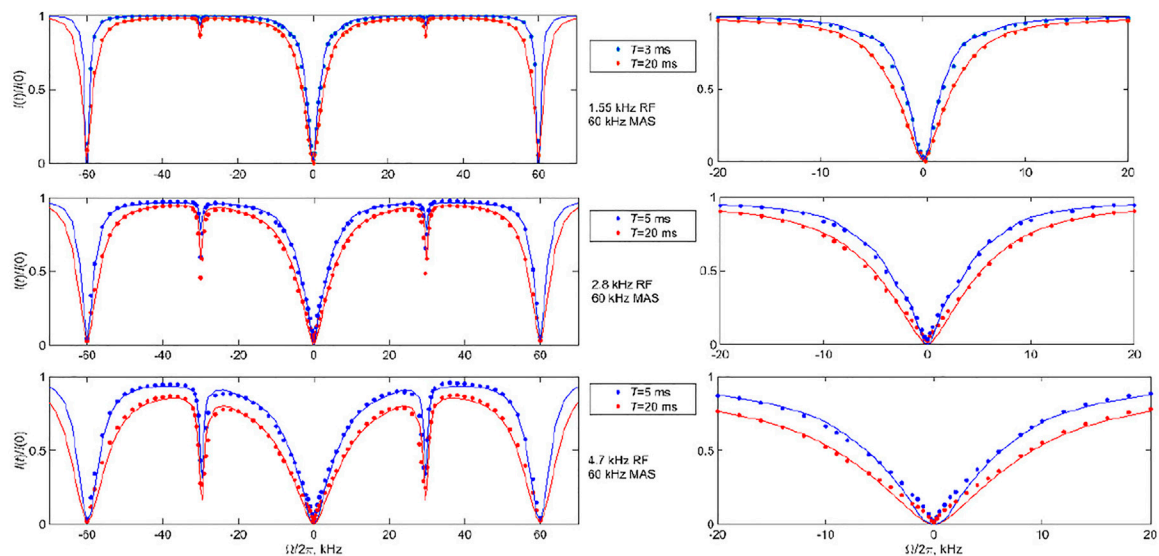 1
0.5
0
I(t)/I(0)
-60 -40 -20 0 20 40 60
T=3 ms
T=20 ms
1.55 kHz RF
60 kHz MAS
1
0.5
0
-20 -10 0 10 20
1
0.5
0
I(t)/I(0)
-60 -40 -20 0 20 40 60
T=5 ms
T=20 ms
2.8 kHz RF
60 kHz MAS
1
0.5
0
-20 -10 0 10 20
1
0.5
0
I(t)/I(0)
-60 -40 -20 0 20 40 60
Ω/2π, kHz
T=5 ms
T=20 ms
4.7 kHz RF
60 kHz MAS
1
0.5
0
-20 -10 0 10 20
Ω/2π, kHz